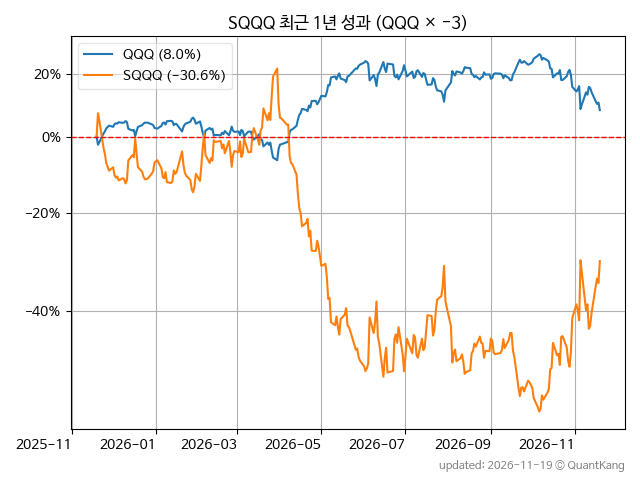 SQQQ 최근 1년 성과 (QQQ × −3)
QQQ (8.0%)
SQQQ (−30.6%)
20%
0%
−20%
−40%
2025-11 2026-01 2026-03 2026-05 2026-07 2026-09 2026-11
updated: 2026-11-19 © QuantKang